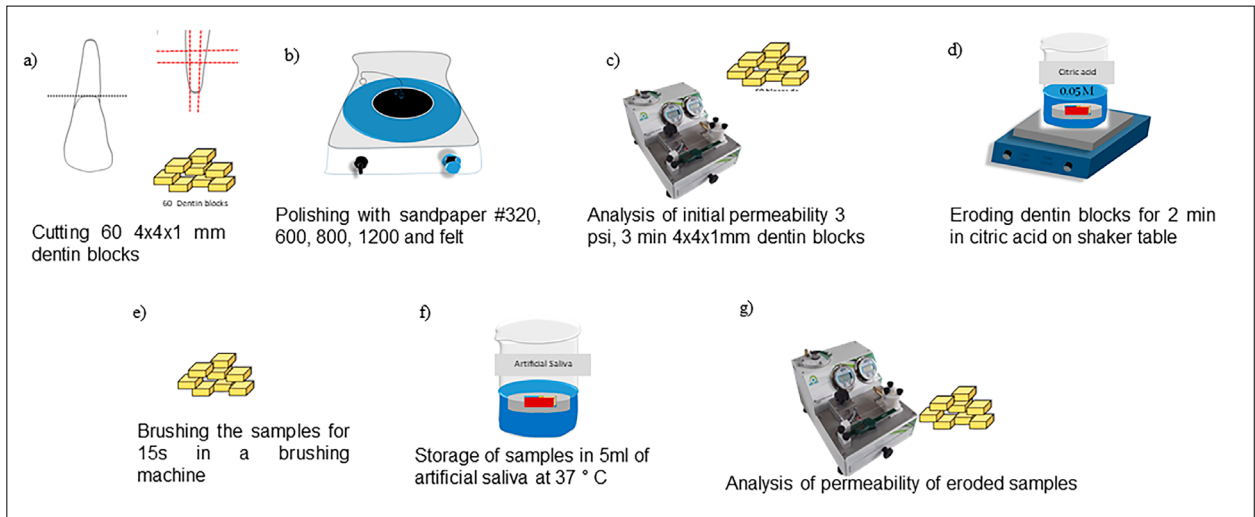 a)
60 Dentin blocks
Cutting 60 4x4x1 mm
dentin blocks
b)
Polishing with sandpaper #320,
600, 800, 1200 and felt
c)
Analysis of initial permeability 3
psi, 3 min 4x4x1mm dentin blocks
d)
Citric acid
0.05M
Eroding dentin blocks for 2 min
in citric acid on shaker table
e)
Brushing the samples for
15s in a brushing
machine
f)
Artificial Saliva
Storage of samples in 5ml of
artificial saliva at 37 ° C
g)
Analysis of permeability of eroded samples